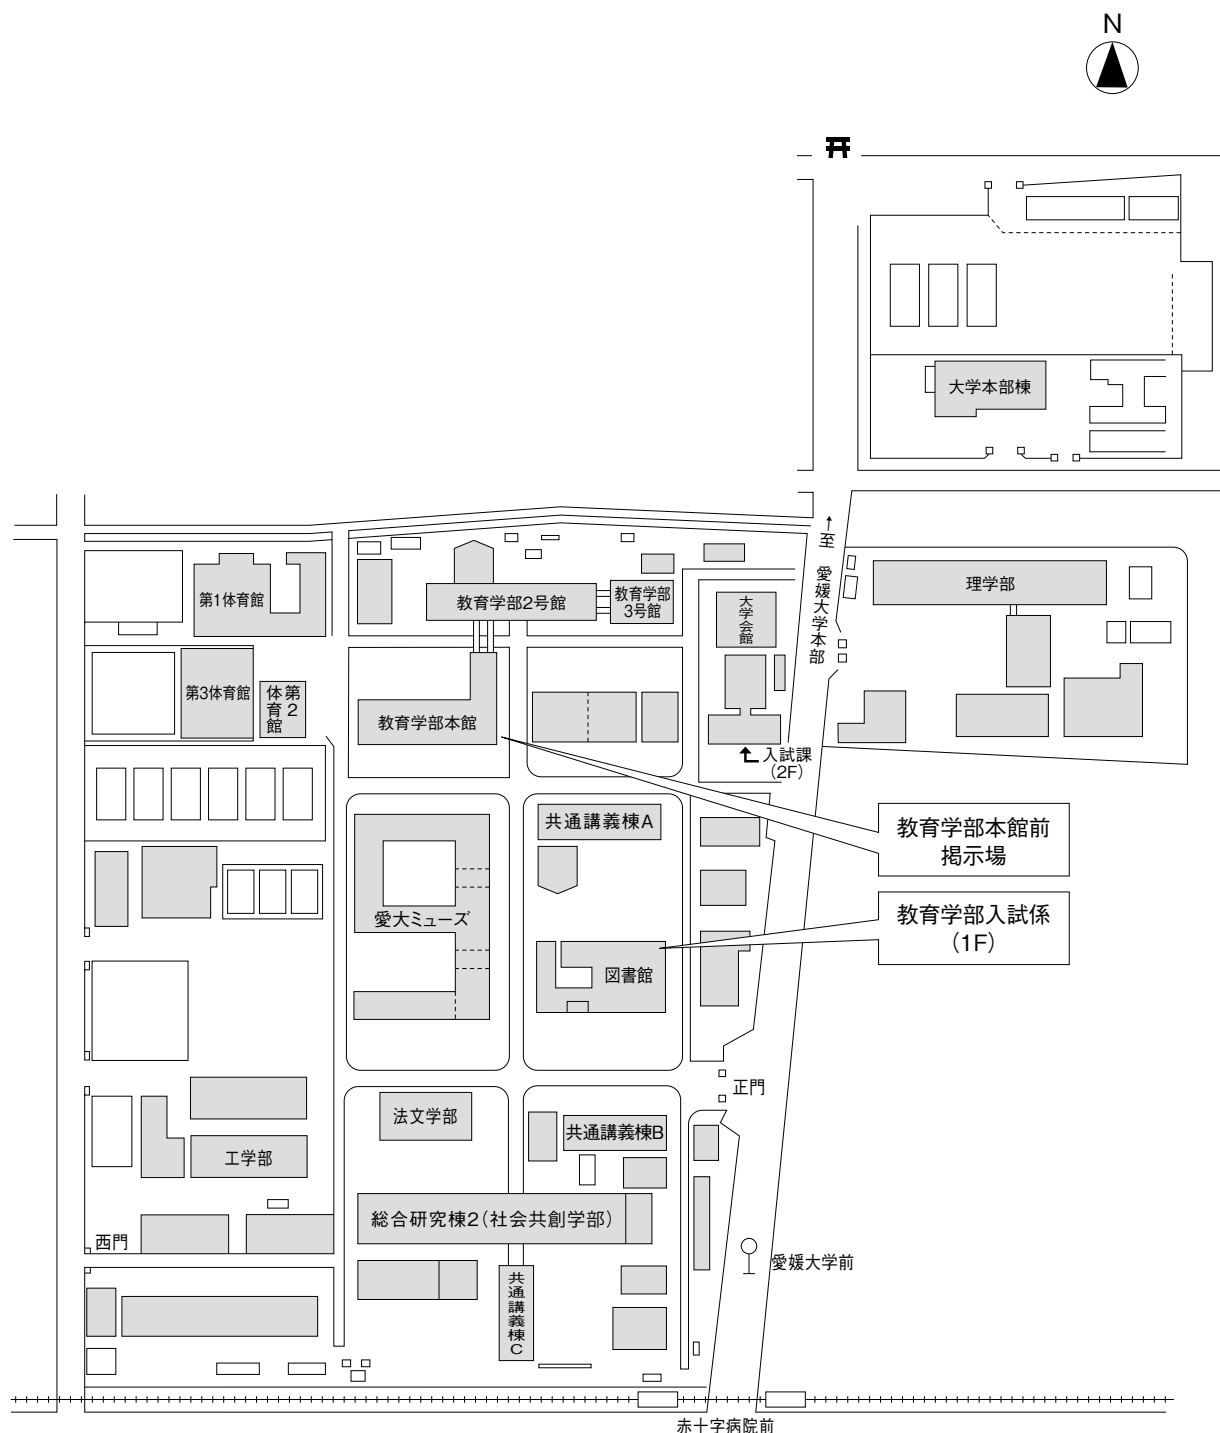 N
大学本部棟
至 愛媛大学本部
第1体育館
教育学部2号館
教育学部
3号館
大学会館
理学部
第3体育館
第2
体育館
教育学部本館
入試課
(2F)
共通講義棟A
教育学部本館前
掲示場
愛大ミューズ
教育学部入試係
(1F)
図書館
正門
法文学部
共通講義棟B
工学部
総合研究棟2(社会共創学部)
西門
愛媛大学前
共通講義棟C
赤十字病院前